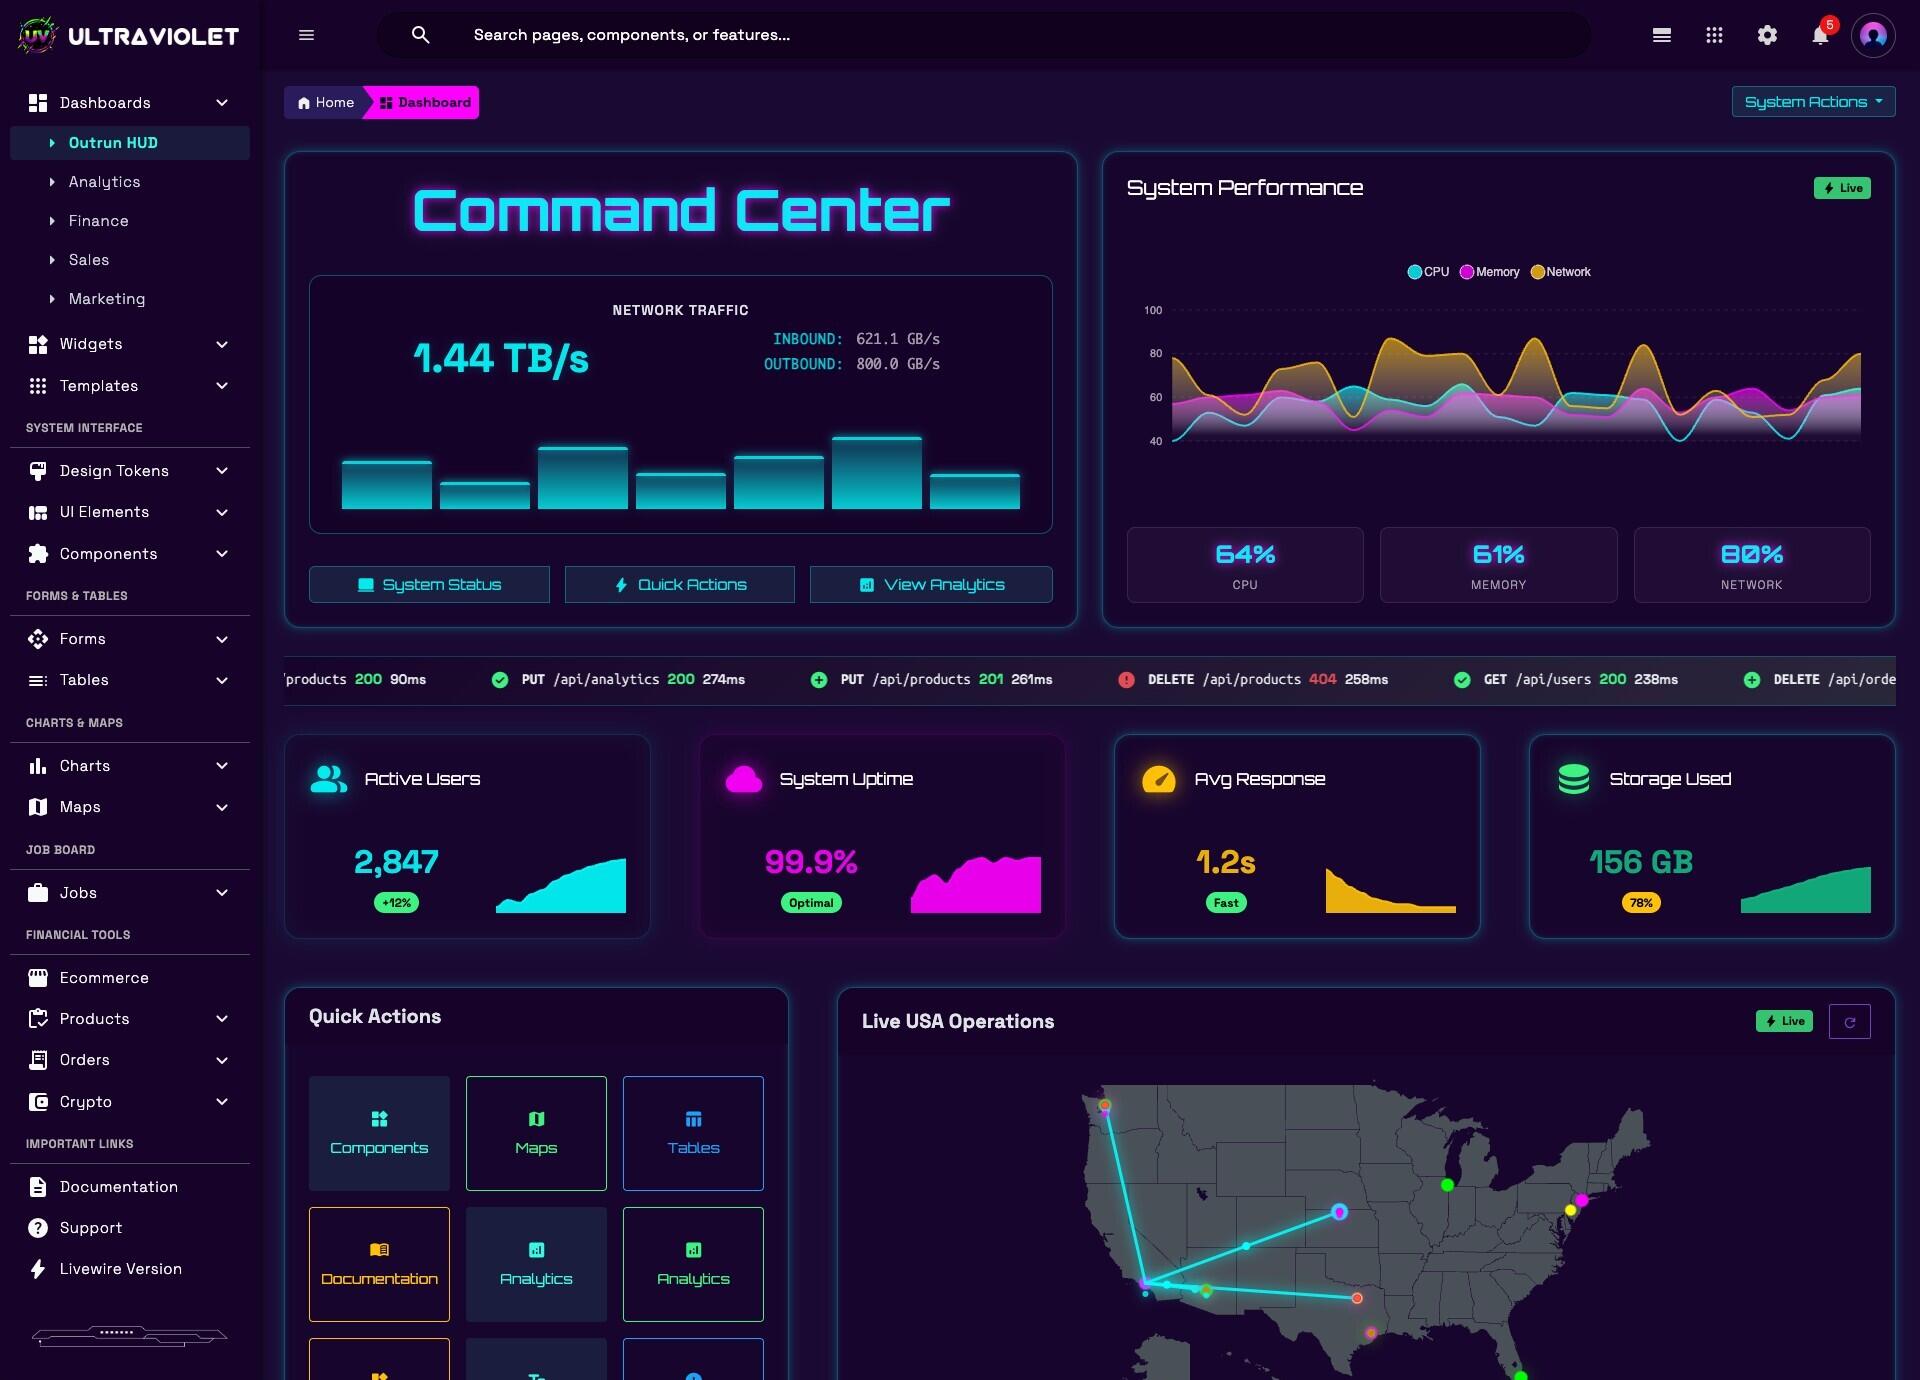 ULTRAVIOLET
Search pages, components, or features...
5
Dashboards
Outrun HUD
Analytics
Finance
Sales
Marketing
Widgets
Templates
SYSTEM INTERFACE
Design Tokens
UI Elements
Components
FORMS & TABLES
Forms
Tables
CHARTS & MAPS
Charts
Maps
JOB BOARD
Jobs
FINANCIAL TOOLS
Ecommerce
Products
Orders
Crypto
IMPORTANT LINKS
Documentation
Support
Livewire Version
Home Dashboard
System Actions
Command Center
NETWORK TRAFFIC
1.44 TB/s
INBOUND: 621.1 GB/s
OUTBOUND: 800.0 GB/s
System Status
Quick Actions
View Analytics
System Performance
Live
CPU Memory Network
100
80
60
40
64%
CPU
61%
MEMORY
80%
NETWORK
products 200 90ms PUT /api/analytics 200 274ms PUT /api/products 201 261ms DELETE /api/products 404 258ms GET /api/users 200 238ms DELETE /api/orde
Active Users
2,847
+12%
System Uptime
99.9%
Optimal
Avg Response
1.2s
Fast
Storage Used
156 GB
78%
Quick Actions
Components
Maps
Tables
Documentation
Analytics
Analytics
Live USA Operations
Live